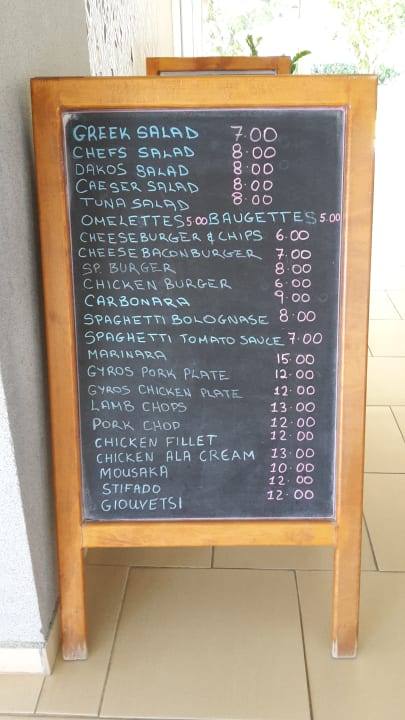 GREEK SALAD 7.00
CHEFS SALAD 8.00
DAKOS SALAD 8.00
CAESER SALAD 8.00
TUNA SALAD 8.00
OMELETTES 5.00 BAUGETTES 5.00
CHEESEBURGER & CHIPS 6.00
CHEESEBACONBURGER 7.00
SP. BURGER 8.00
CHICKEN BURGER 6.00
CARBONARA 9.00
SPAGHETTI BOLOGNASE 8.00
SPAGHETTI TOMATO SAUCE 7.00
MARINARA 15.00
GYROS PORK PLATE 12.00
GYROS CHICKEN PLATE 12.00
LAMB CHOPS 13.00
PORK CHOP 12.00
CHICKEN FILLET 12.00
CHICKEN ALA CREAM 13.00
MOUSAKA 10.00
STIFADO 12.00
GIOUVETSI 12.00